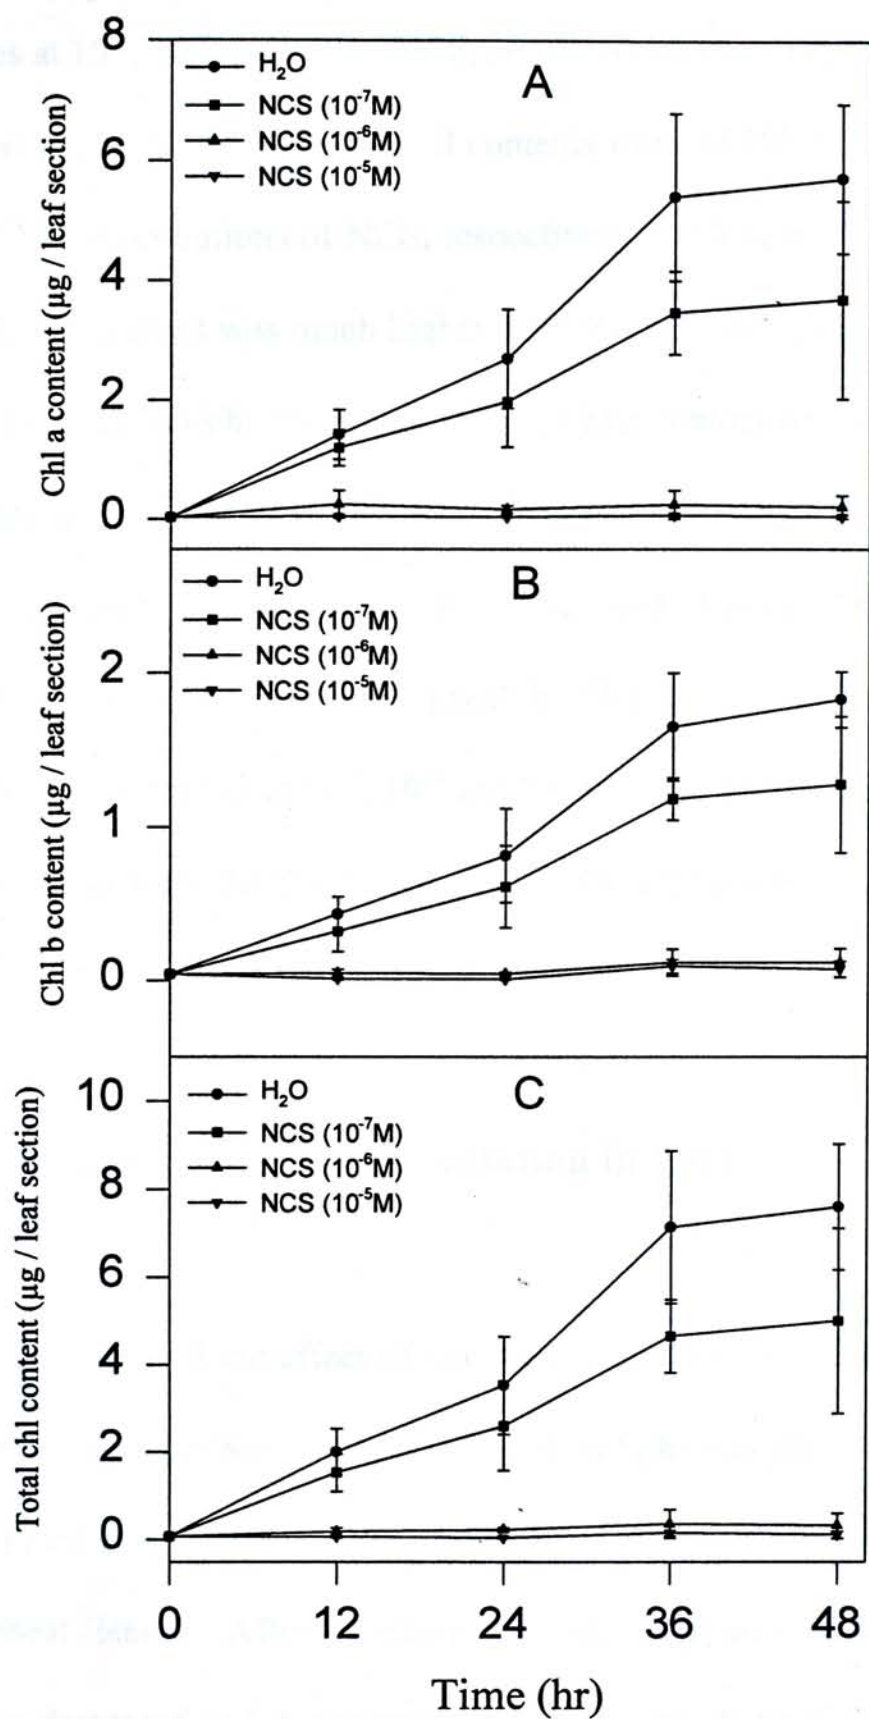 8
6
4
2
0
Chl a content (µg / leaf section)
A
H₂O
NCS (10⁻⁷M)
NCS (10⁻⁶M)
NCS (10⁻⁵M)
2
1
0
Chl b content (µg / leaf section)
B
H₂O
NCS (10⁻⁷M)
NCS (10⁻⁶M)
NCS (10⁻⁵M)
10
8
6
4
2
0
Total chl content (µg / leaf section)
C
H₂O
NCS (10⁻⁷M)
NCS (10⁻⁶M)
NCS (10⁻⁵M)
0 12 24 36 48
Time (hr)